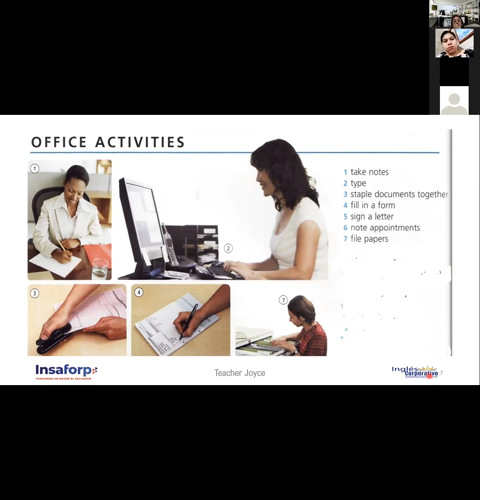 OFFICE ACTIVITIES
1 take notes
2 type
3 staple documents together
4 fill in a form
5 sign a letter
6 note appointments
7 file papers
1
2
3
4
7
Insaforp
Teacher Joyce
Inglés
Corporativo